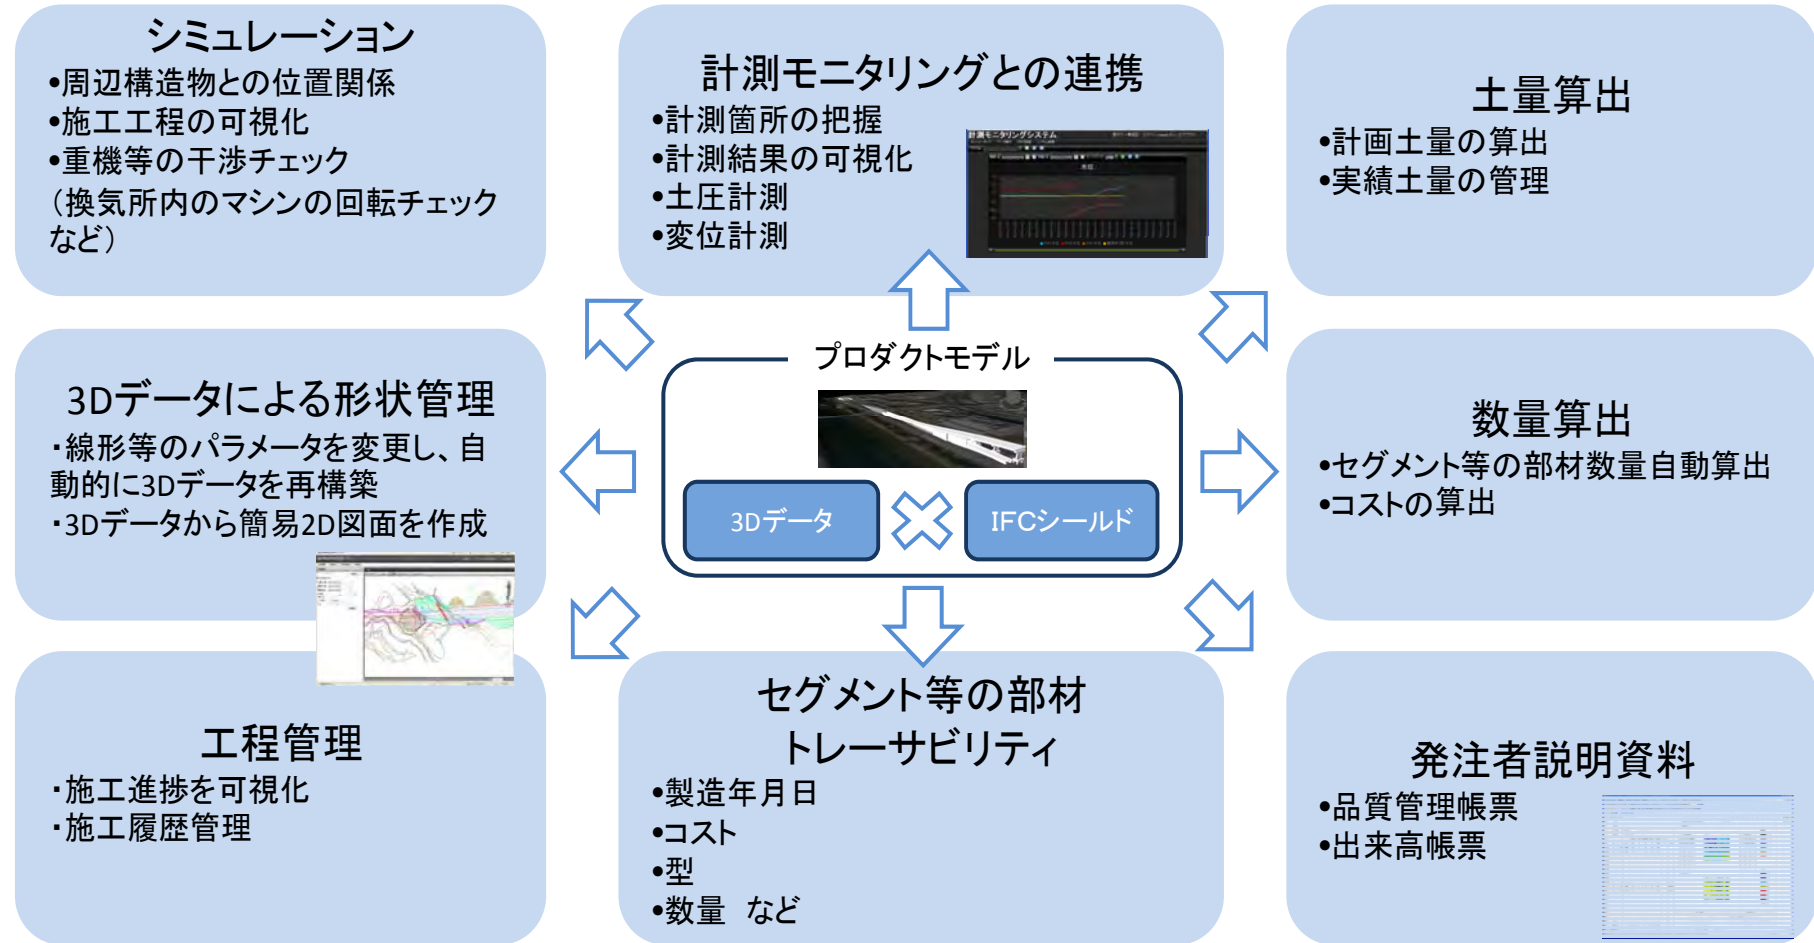 シミュレーション
•周辺構造物との位置関係
•施工工程の可視化
•重機等の干渉チェック
（換気所内のマシンの回転チェック
など）
計測モニタリングとの連携
•計測箇所の把握
•計測結果の可視化
•土圧計測
•変位計測
計測モニタリングシステム
土量算出
•計画土量の算出
•実績土量の管理
3Dデータによる形状管理
・線形等のパラメータを変更し、自
動的に3Dデータを再構築
・3Dデータから簡易2D図面を作成
プロダクトモデル
3Dデータ
IFCシールド
数量算出
•セグメント等の部材数量自動算出
•コストの算出
工程管理
・施工進捗を可視化
・施工履歴管理
セグメント等の部材
トレーサビリティ
•製造年月日
•コスト
•型
•数量 など
発注者説明資料
•品質管理帳票
•出来高帳票